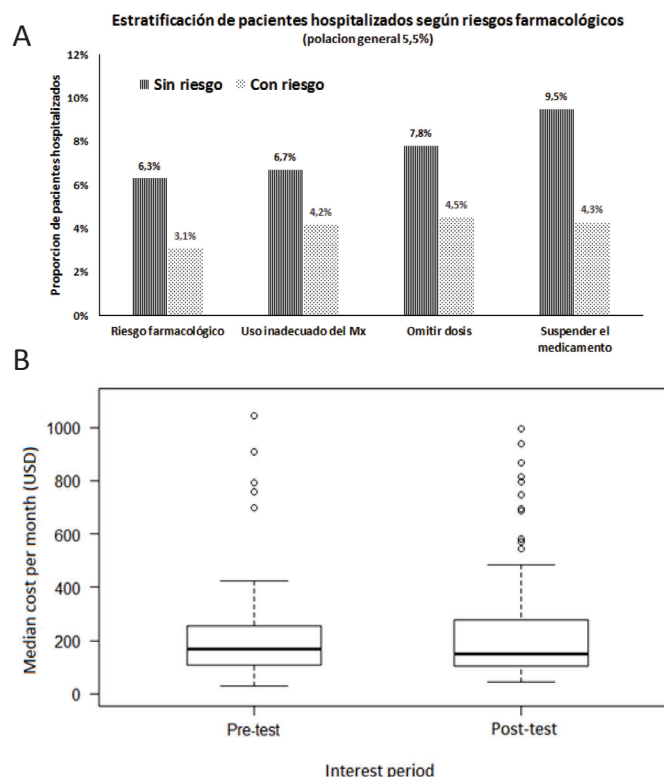 A
Estratificación de pacientes hospitalizados según riesgos farmacológicos
(polacion general 5,5%)
Proporcion de pacientes hospitalizados
12%
10%
8%
6%
4%
2%
0%
Sin riesgo
Con riesgo
6,3%
3,1%
6,7%
4,2%
7,8%
4,5%
9,5%
4,3%
Riesgo farmacológico
Uso inadecuado del Mx
Omitir dosis
Suspender el
medicamento
B
Median cost per month (USD)
1000
800
600
400
200
0
Pre-test
Post-test
Interest period